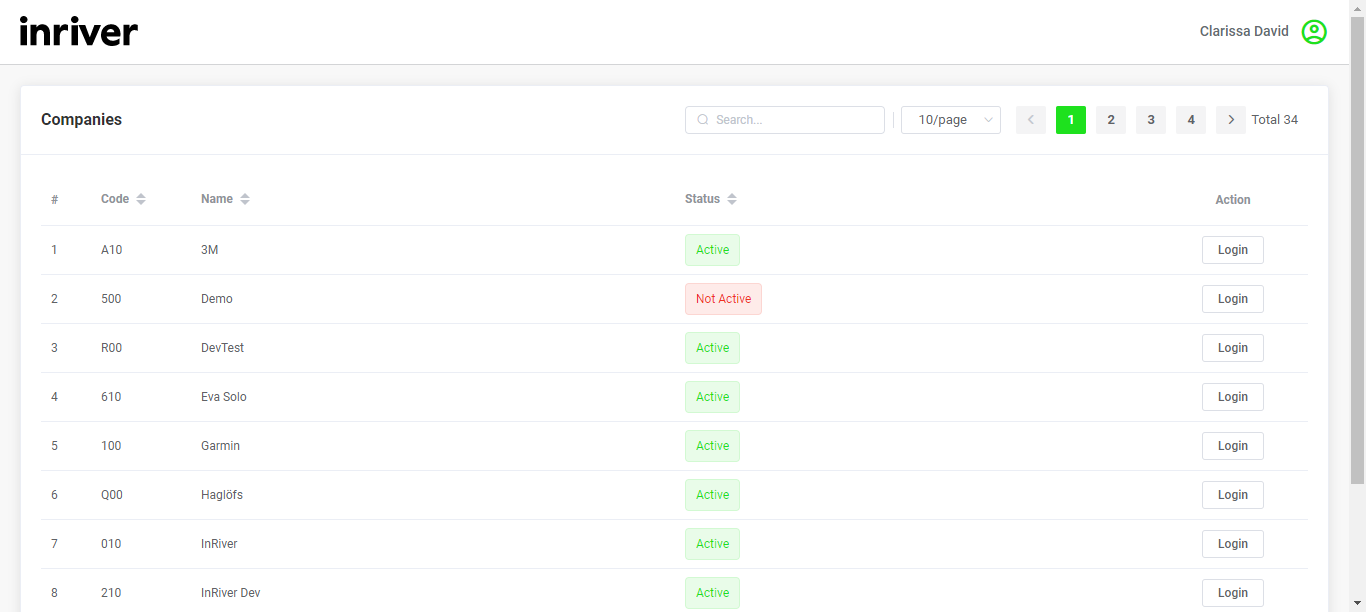 inriver
Clarissa David
Companies
Search...
10/page
1 2 3 4
Total 34
# Code Name Status Action
1 A10 3M Active Login
2 500 Demo Not Active Login
3 R00 DevTest Active Login
4 610 Eva Solo Active Login
5 100 Garmin Active Login
6 Q00 Haglöfs Active Login
7 010 InRiver Active Login
8 210 InRiver Dev Active Login